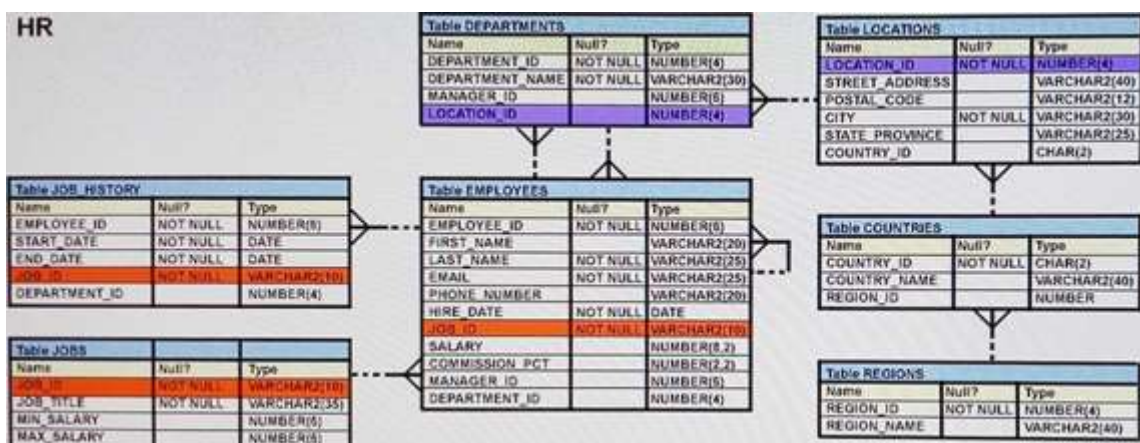 HR
Table DEPARTMENTS
Name Null? Type
DEPARTMENT_ID NOT NULL NUMBER(4)
DEPARTMENT_NAME NOT NULL VARCHAR2(30)
MANAGER_ID NUMBER(6)
LOCATION_ID NUMBER(4)
Table LOCATIONS
Name Null? Type
LOCATION_ID NOT NULL NUMBER(4)
STREET_ADDRESS VARCHAR2(40)
POSTAL_CODE VARCHAR2(12)
CITY NOT NULL VARCHAR2(30)
STATE_PROVINCE VARCHAR2(25)
COUNTRY_ID CHAR(2)
Table JOB_HISTORY
Name Null? Type
EMPLOYEE_ID NOT NULL NUMBER(6)
START_DATE NOT NULL DATE
END_DATE NOT NULL DATE
JOB_ID NOT NULL VARCHAR2(10)
DEPARTMENT_ID NUMBER(4)
Table EMPLOYEES
Name Null? Type
EMPLOYEE_ID NOT NULL NUMBER(6)
FIRST_NAME VARCHAR2(20)
LAST_NAME NOT NULL VARCHAR2(25)
EMAIL NOT NULL VARCHAR2(25)
PHONE_NUMBER VARCHAR2(20)
HIRE_DATE NOT NULL DATE
JOB_ID NOT NULL VARCHAR2(10)
SALARY NUMBER(8,2)
COMMISSION_PCT NUMBER(2,2)
MANAGER_ID NUMBER(6)
DEPARTMENT_ID NUMBER(4)
Table COUNTRIES
Name Null? Type
COUNTRY_ID NOT NULL CHAR(2)
COUNTRY_NAME VARCHAR2(40)
REGION_ID NUMBER
Table JOBS
Name Null? Type
JOB_ID NOT NULL VARCHAR2(10)
JOB_TITLE NOT NULL VARCHAR2(35)
MIN_SALARY NUMBER(6)
MAX_SALARY NUMBER(6)
Table REGIONS
Name Null? Type
REGION_ID NOT NULL NUMBER(4)
REGION_NAME VARCHAR2(40)